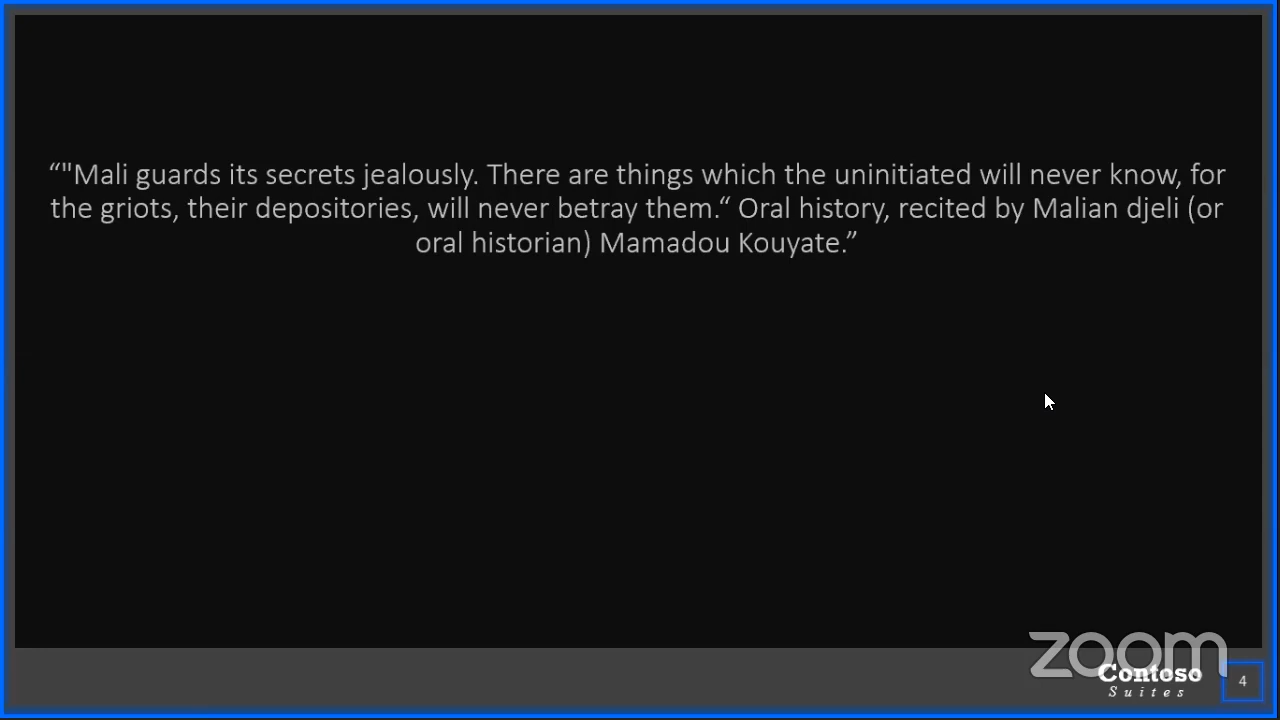 “"Mali guards its secrets jealously. There are things which the uninitiated will never know, for
the griots, their depositories, will never betray them.“ Oral history, recited by Malian djeli (or
oral historian) Mamadou Kouyate.”
zoom
Contoso
Suites
4